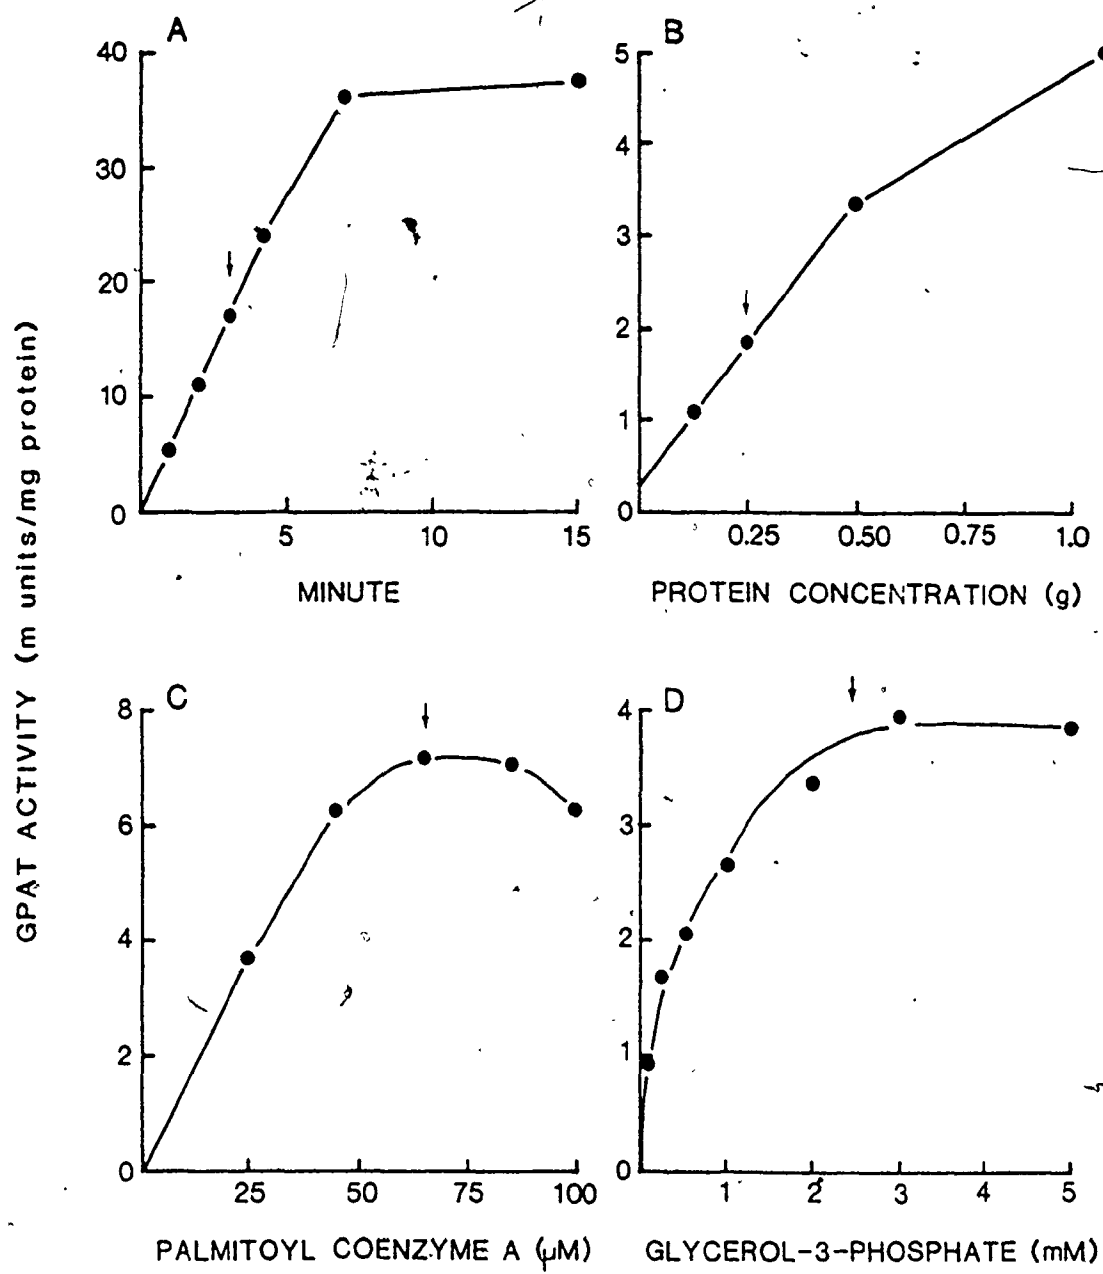 A
40
30
20
10
0
5 10 15
MINUTE
B
5
4
3
2
1
0
0.25 0.50 0.75 1.0
PROTEIN CONCENTRATION (g)
GPAT ACTIVITY (m units/mg protein)
C
8
6
4
2
0
25 50 75 100
PALMITOYL COENZYME A (µM)
D
4
3
2
1
0
1 2 3 4 5
GLYCEROL-3-PHOSPHATE (mM)